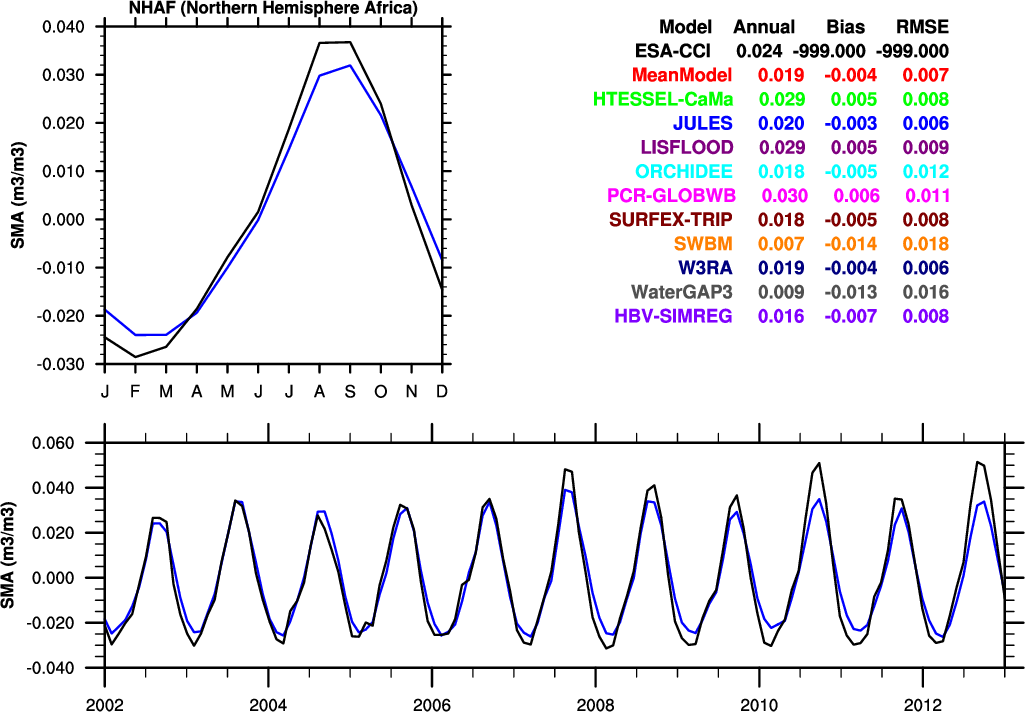 NHAF (Northern Hemisphere Africa)
0.040
0.030
0.020
0.010
0.000
-0.010
-0.020
-0.030
SMA (m3/m3)
J F M A M J J A S O N D
Model Annual Bias RMSE
ESA-CCI 0.024 -999.000 -999.000
MeanModel 0.019 -0.004 0.007
HTESSEL-CaMa 0.029 0.005 0.008
JULES 0.020 -0.003 0.006
LISFLOOD 0.029 0.005 0.009
ORCHIDEE 0.018 -0.005 0.012
PCR-GLOBWB 0.030 0.006 0.011
SURFEX-TRIP 0.018 -0.005 0.008
SWBM 0.007 -0.014 0.018
W3RA 0.019 -0.004 0.006
WaterGAP3 0.009 -0.013 0.016
HBV-SIMREG 0.016 -0.007 0.008
0.060
0.040
0.020
0.000
-0.020
-0.040
SMA (m3/m3)
2002 2004 2006 2008 2010 2012